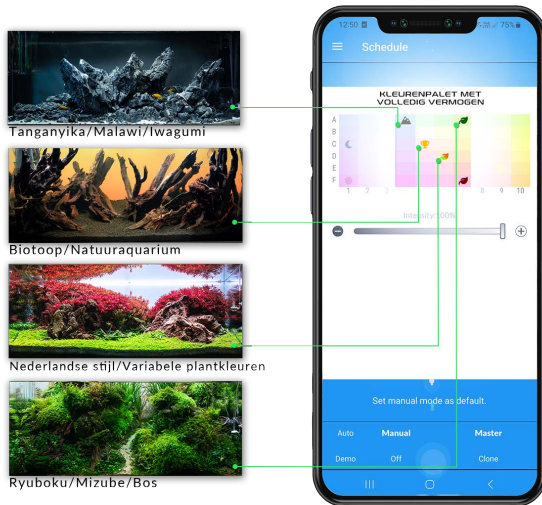 12:50
75%
Schedule
KLEURENPALET MET
VOLLEDIG VERMOGEN
A
B
C
D
E
F
1 2 3 8 9 10
Intensity:100%
Set manual mode as default.
Auto Manual Master
Demo Off Clone
Tanganyika/Malawi/Iwagumi
Biotoop/Natuuraquarium
Nederlandse stijl/Variabele plantkleuren
Ryuboku/Mizube/Bos